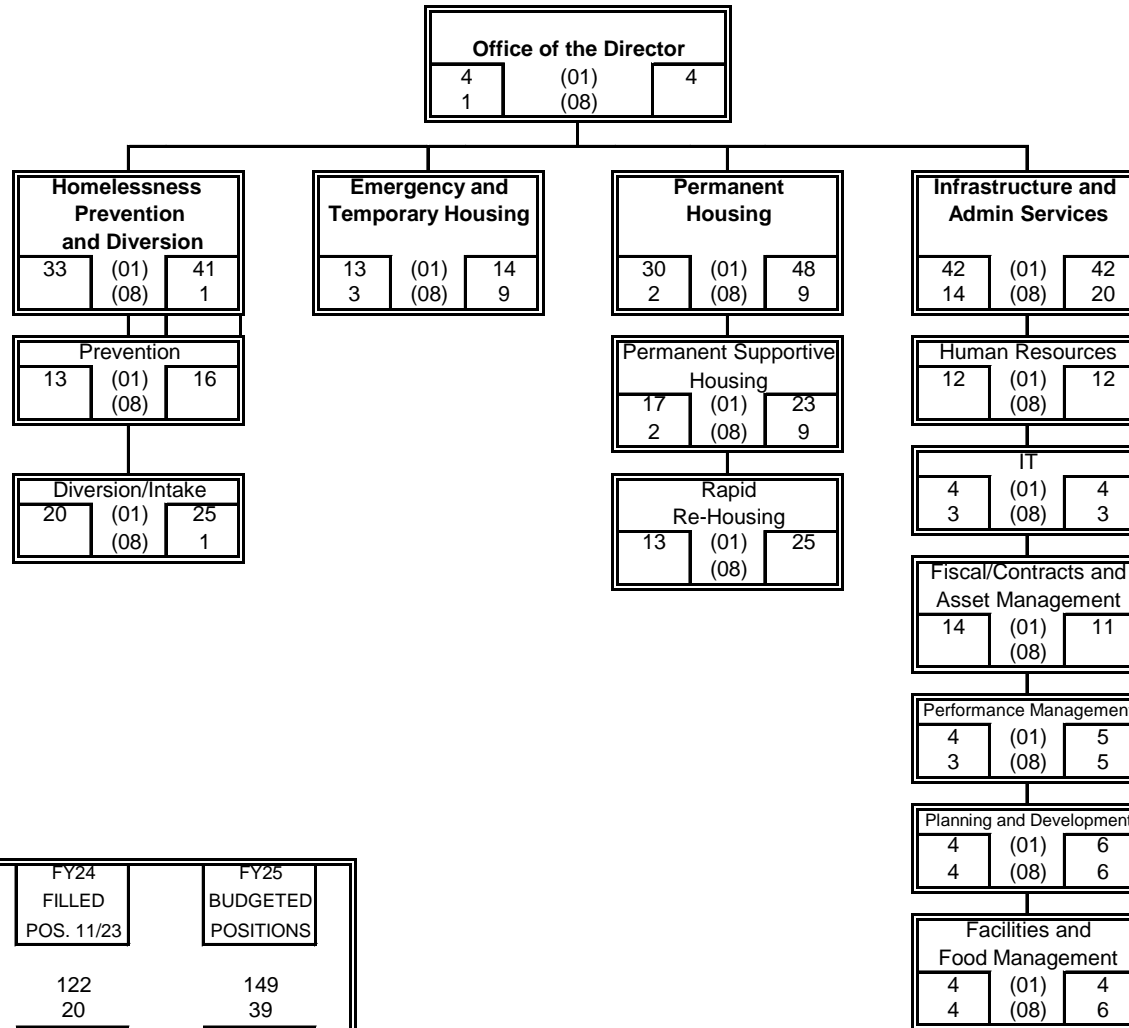 Office of the Director
4 (01) 4
1 (08)
Homelessness
Prevention
and Diversion
33 (01) 41
(08) 1
Prevention
13 (01) 16
(08)
Diversion/Intake
20 (01) 25
(08) 1
Emergency and
Temporary Housing
13 (01) 14
3 (08) 9
Permanent
Housing
30 (01) 48
2 (08) 9
Permanent Supportive
Housing
17 (01) 23
2 (08) 9
Rapid
Re-Housing
13 (01) 25
(08)
Infrastructure and
Admin Services
42 (01) 42
14 (08) 20
Human Resources
12 (01) 12
(08)
IT
4 (01) 4
3 (08) 3
Fiscal/Contracts and
Asset Management
14 (01) 11
(08)
Performance Management
4 (01) 5
3 (08) 5
Planning and Development
4 (01) 6
4 (08) 6
Facilities and
Food Management
4 (01) 4
4 (08) 6
FY24 FY25
FILLED BUDGETED
POS. 11/23 POSITIONS
122 149
20 39